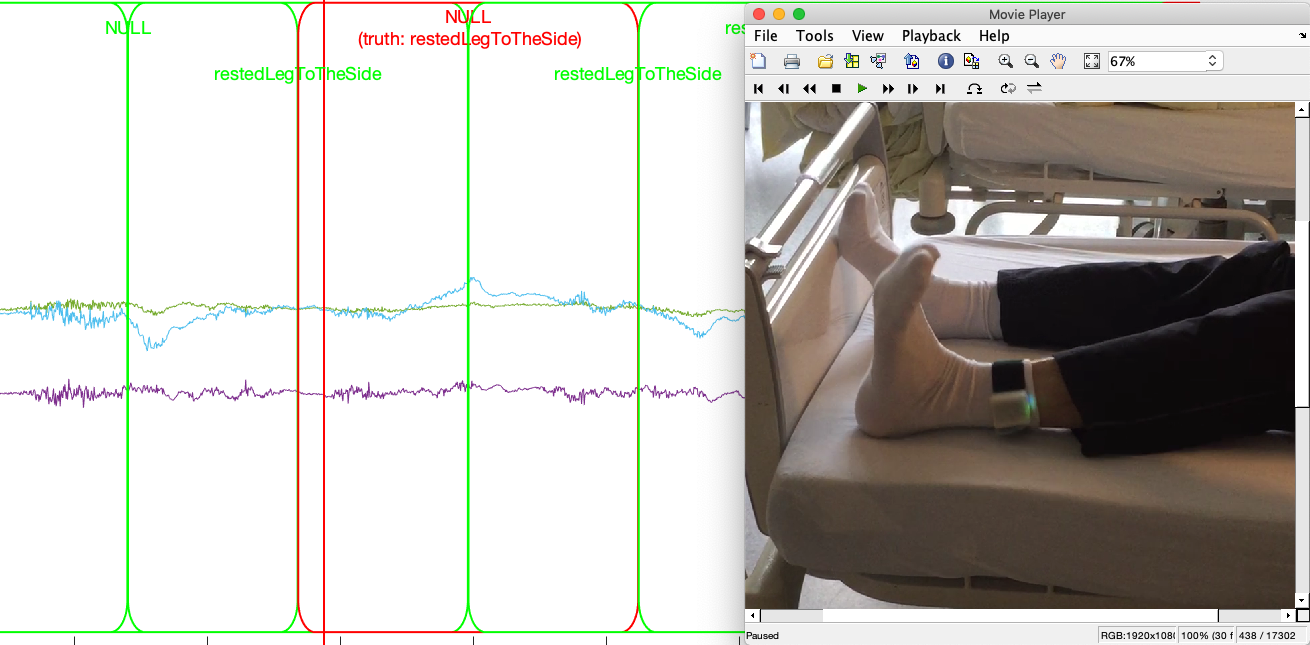 NULL
NULL
(truth: restedLegToTheSide)
res
restedLegToTheSide
restedLegToTheSide
Movie Player
File Tools View Playback Help
67%
Paused
RGB:1920x108
100% (30 f
438 / 17302